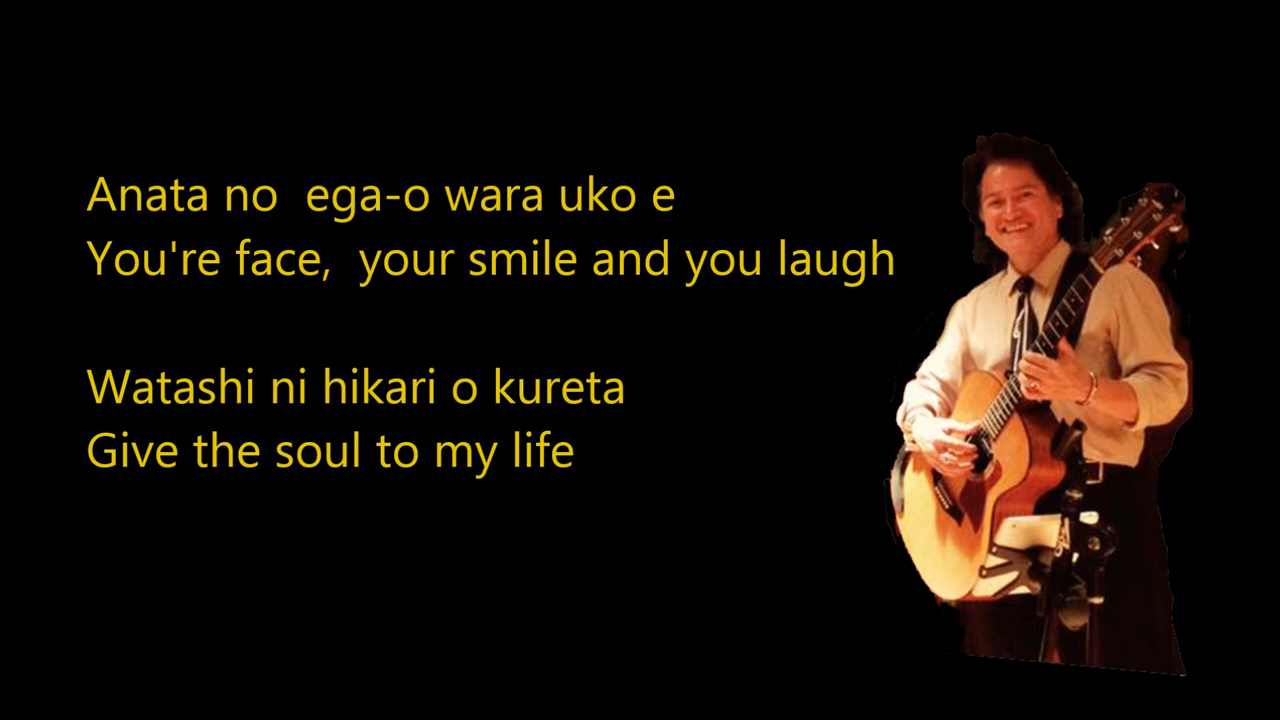 Anata no  ega-o wara uko e
You're face,  your smile and you laugh
Watashi ni hikari o kureta
Give the soul to my life